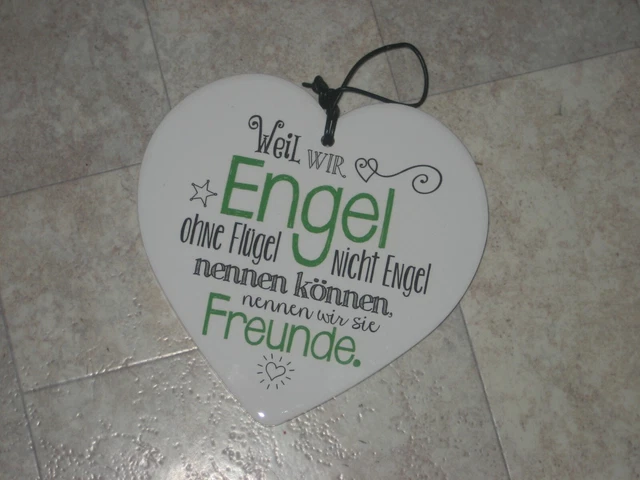 Weil WIR
Engel
ohne Flügel nicht Engel
nennen können,
nennen wir sie
Freunde.